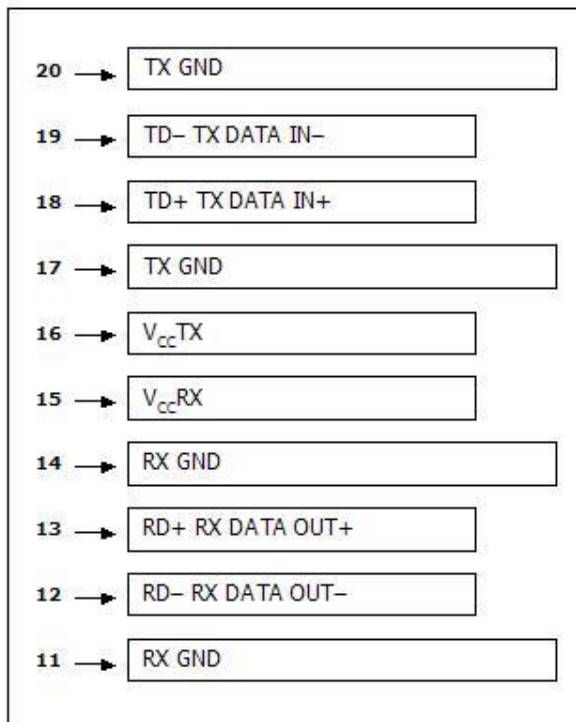 20 TX GND
19 TD– TX DATA IN–
18 TD+ TX DATA IN+
17 TX GND
16 VCCTX
15 VCCRX
14 RX GND
13 RD+ RX DATA OUT+
12 RD– RX DATA OUT–
11 RX GND